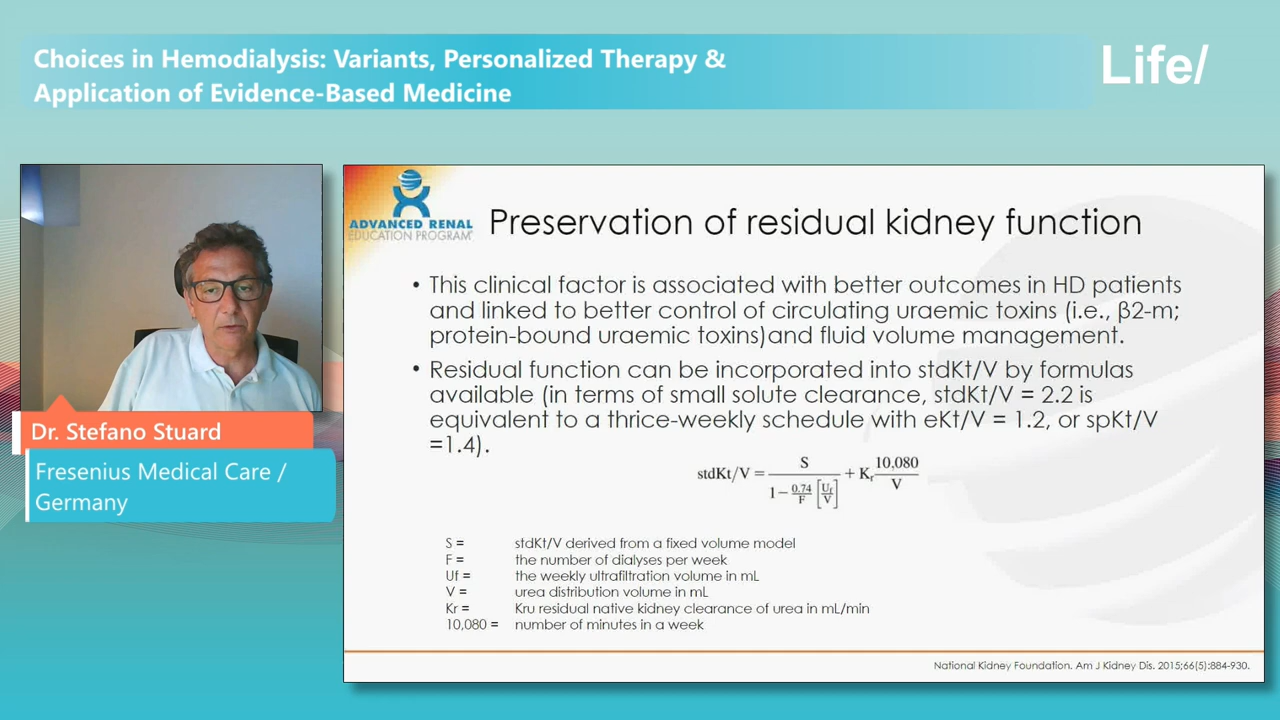 Choices in Hemodialysis: Variants, Personalized Therapy &
Application of Evidence-Based Medicine
Life/
Dr. Stefano Stuard
Fresenius Medical Care /
Germany
ADVANCED RENAL
EDUCATION PROGRAM
Preservation of residual kidney function
• This clinical factor is associated with better outcomes in HD patients
and linked to better control of circulating uraemic toxins (i.e., β2-m;
protein-bound uraemic toxins)and fluid volume management.
• Residual function can be incorporated into stdKt/V by formulas
available (in terms of small solute clearance, stdKt/V = 2.2 is
equivalent to a thrice-weekly schedule with eKt/V = 1.2, or spKt/V
=1.4).
stdKt/V = S / (1 − 0.74/F [Uf/V]) + Kr 10,080/V
S = stdKt/V derived from a fixed volume model
F = the number of dialyses per week
Uf = the weekly ultrafiltration volume in mL
V = urea distribution volume in mL
Kr = Kru residual native kidney clearance of urea in mL/min
10,080 = number of minutes in a week
National Kidney Foundation. Am J Kidney Dis. 2015;66(5):884-930.